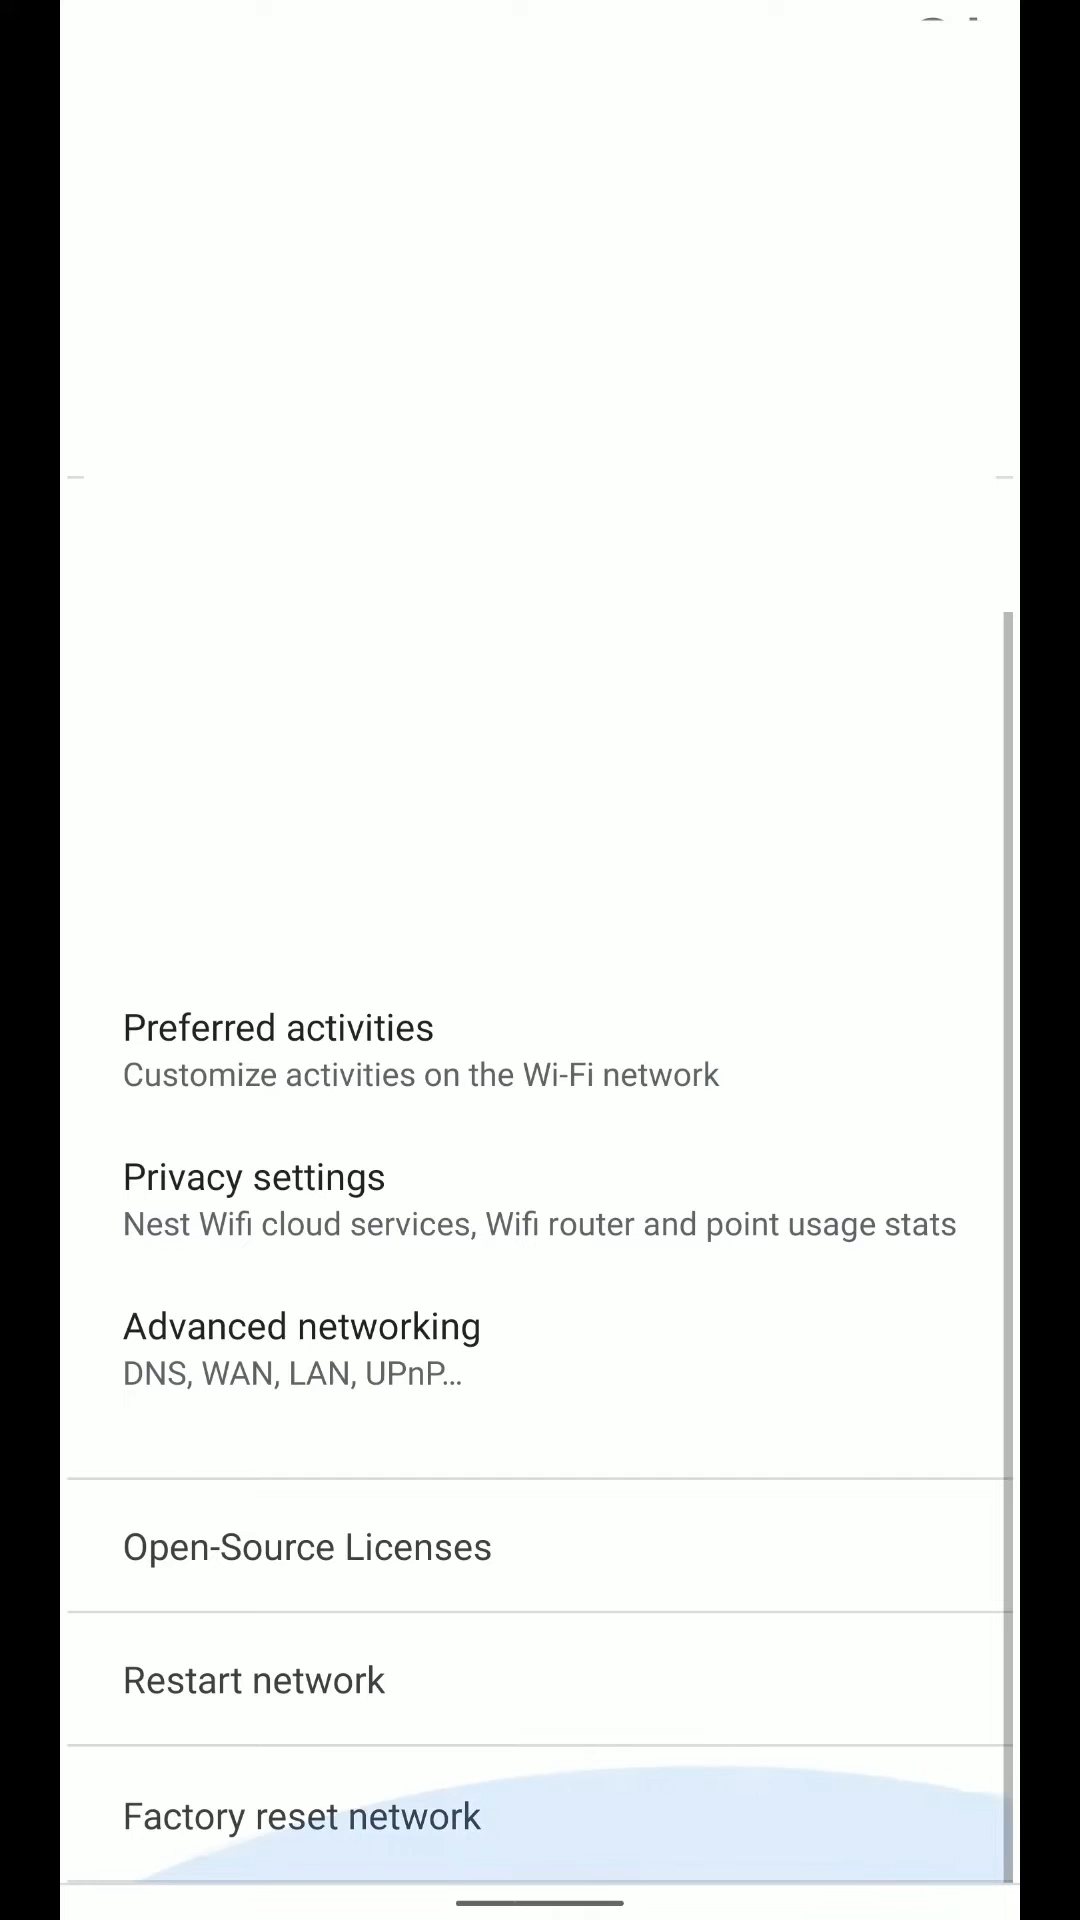 Preferred activities
Customize activities on the Wi-Fi network
Privacy settings
Nest Wifi cloud services, Wifi router and point usage stats
Advanced networking
DNS, WAN, LAN, UPnP...
Open-Source Licenses
Restart network
Factory reset network